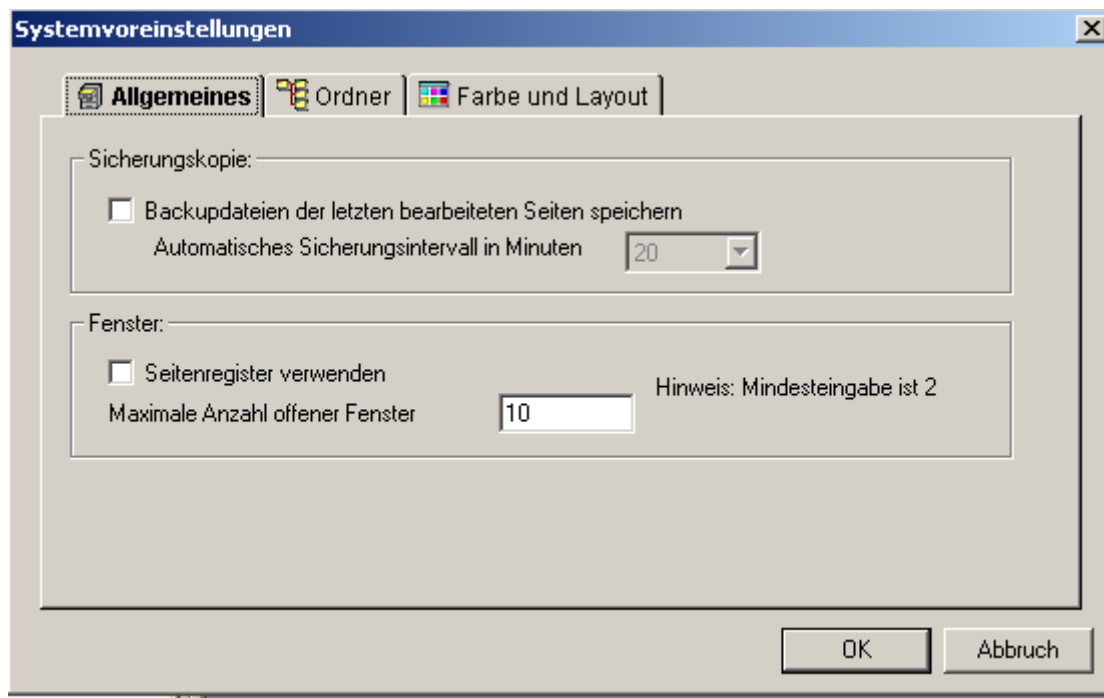 Systemvoreinstellungen
Allgemeines Ordner Farbe und Layout
Sicherungskopie:
Backupdateien der letzten bearbeiteten Seiten speichern
Automatisches Sicherungsintervall in Minuten 20
Fenster:
Seitenregister verwenden
Hinweis: Mindesteingabe ist 2
Maximale Anzahl offener Fenster 10
OK Abbruch